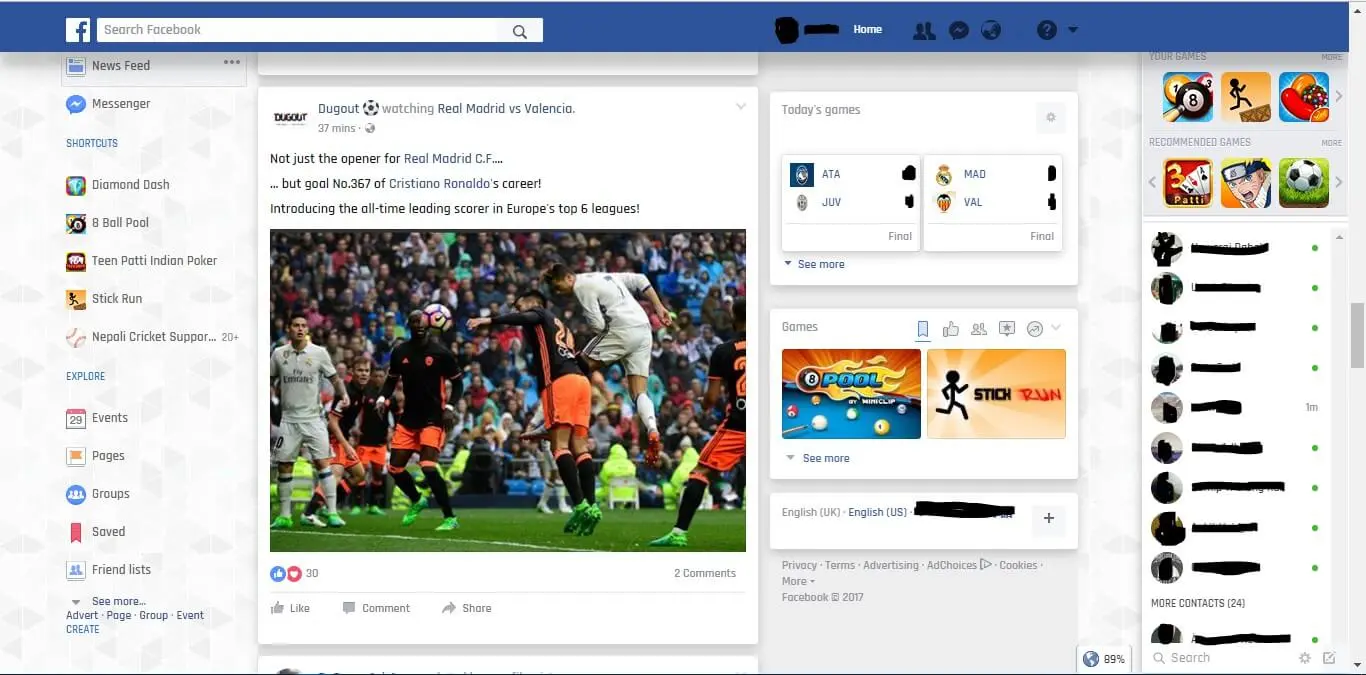 Search Facebook
Home
News Feed
Messenger
SHORTCUTS
Diamond Dash
8 Ball Pool
Teen Patti Indian Poker
Stick Run
Nepali Cricket Suppor... 20+
EXPLORE
29 Events
Pages
Groups
Saved
Friend lists
See more...
Advert · Page · Group · Event
CREATE
DUGOUT
Dugout ⚽ watching Real Madrid vs Valencia.
37 mins ·
Not just the opener for Real Madrid C.F....
... but goal No.367 of Cristiano Ronaldo's career!
Introducing the all-time leading scorer in Europe's top 6 leagues!
Emirates
30
2 Comments
Like Comment Share
Today's games
ATA
JUV
Final
MAD
VAL
Final
See more
Games
8 POOL
BY MINICLIP
STICK RUN
See more
English (UK) · English (US) ·
Privacy · Terms · Advertising · AdChoices · Cookies ·
More
Facebook © 2017
YOUR GAMES MORE
8 3
RECOMMENDED GAMES MORE
3
Patti
1m
MORE CONTACTS (24)
Search
89%